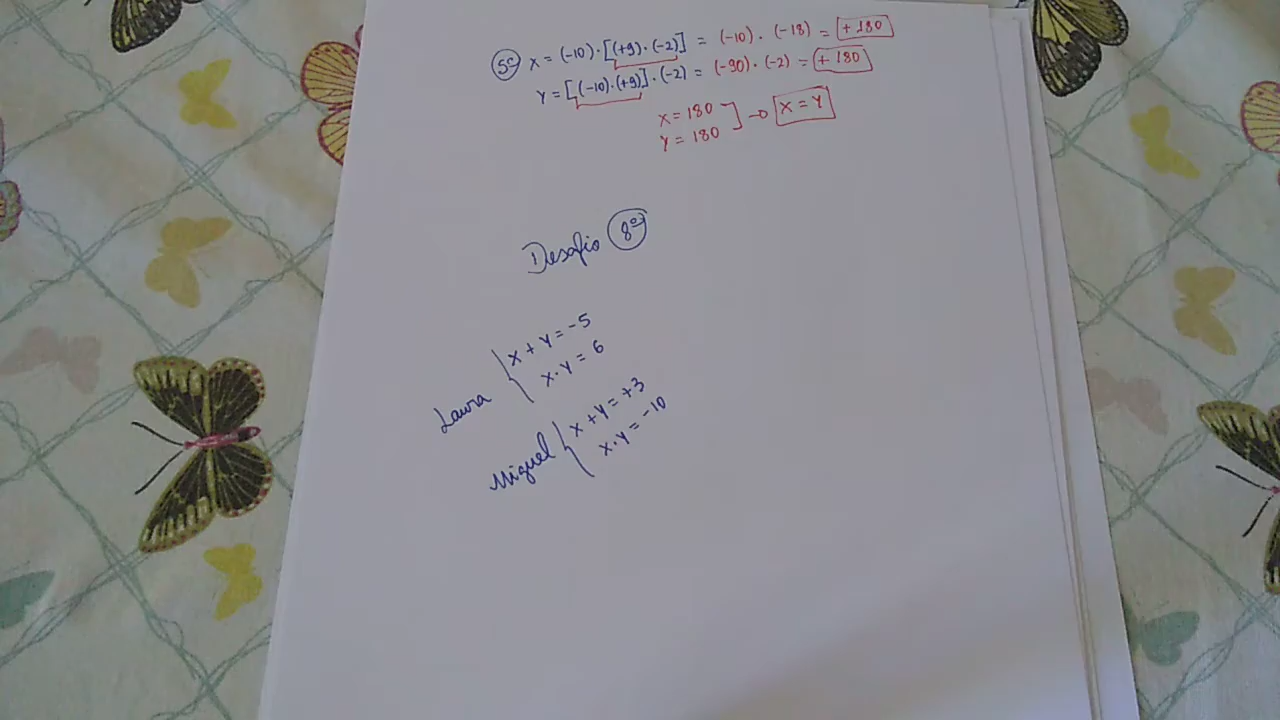 5º) X = (-10) · [(+9) · (-2)] = (-10) · (-18) = +180
Y = [(-10) · (+9)] · (-2) = (-90) · (-2) = +180
X = 180
Y = 180 ] → X = Y
Desafio 8º
Laura { X + Y = -5
X · Y = 6
Miguel { X + Y = +3
X · Y = -10